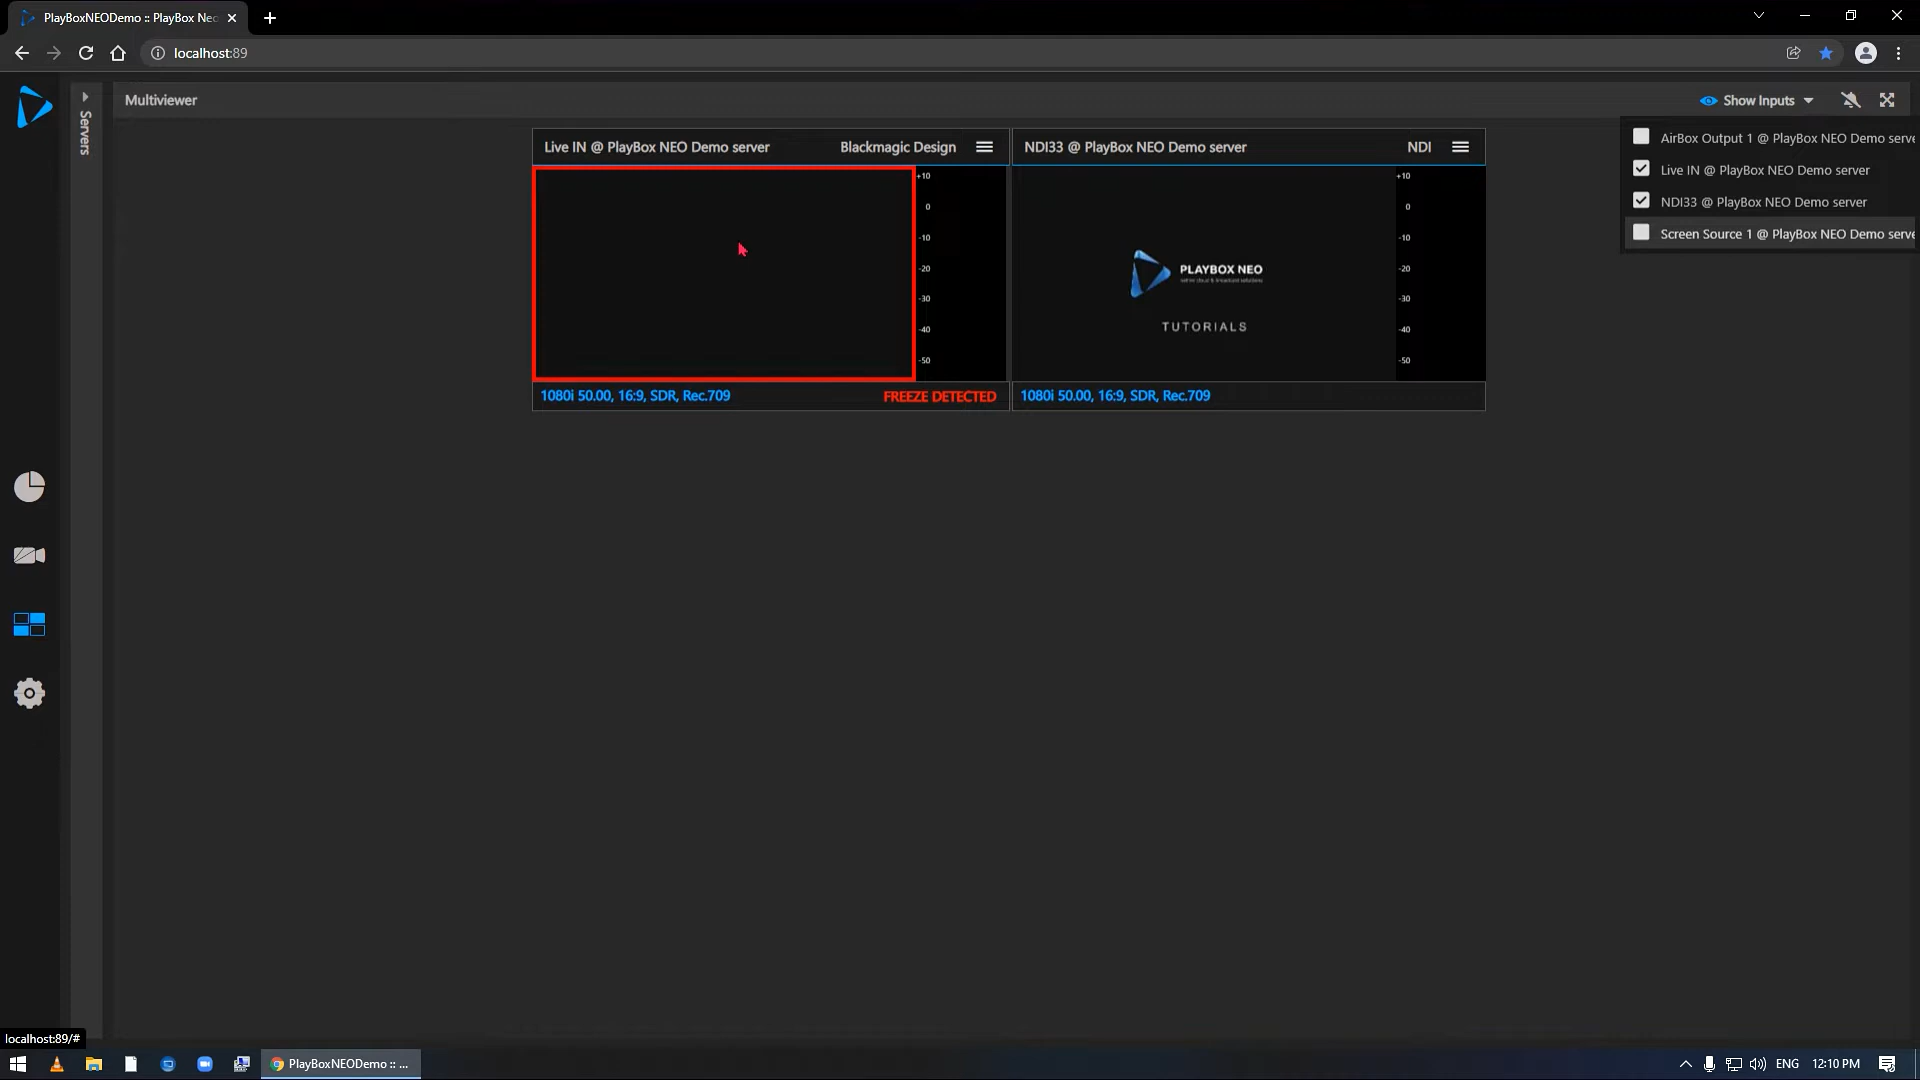 PlayBoxNEODemo :: PlayBox Neo
localhost:89
Servers
Multiviewer
Show Inputs
AirBox Output 1 @ PlayBox NEO Demo serve
Live IN @ PlayBox NEO Demo server
NDI33 @ PlayBox NEO Demo server
Screen Source 1 @ PlayBox NEO Demo serve
Live IN @ PlayBox NEO Demo server Blackmagic Design
+10
0
-10
-20
-30
-40
-50
1080i 50.00, 16:9, SDR, Rec.709 FREEZE DETECTED
NDI33 @ PlayBox NEO Demo server NDI
PLAYBOX NEO
TUTORIALS
+10
0
-10
-20
-30
-40
-50
1080i 50.00, 16:9, SDR, Rec.709
localhost:89/#
PlayBoxNEODemo :: ...
ENG
12:10 PM